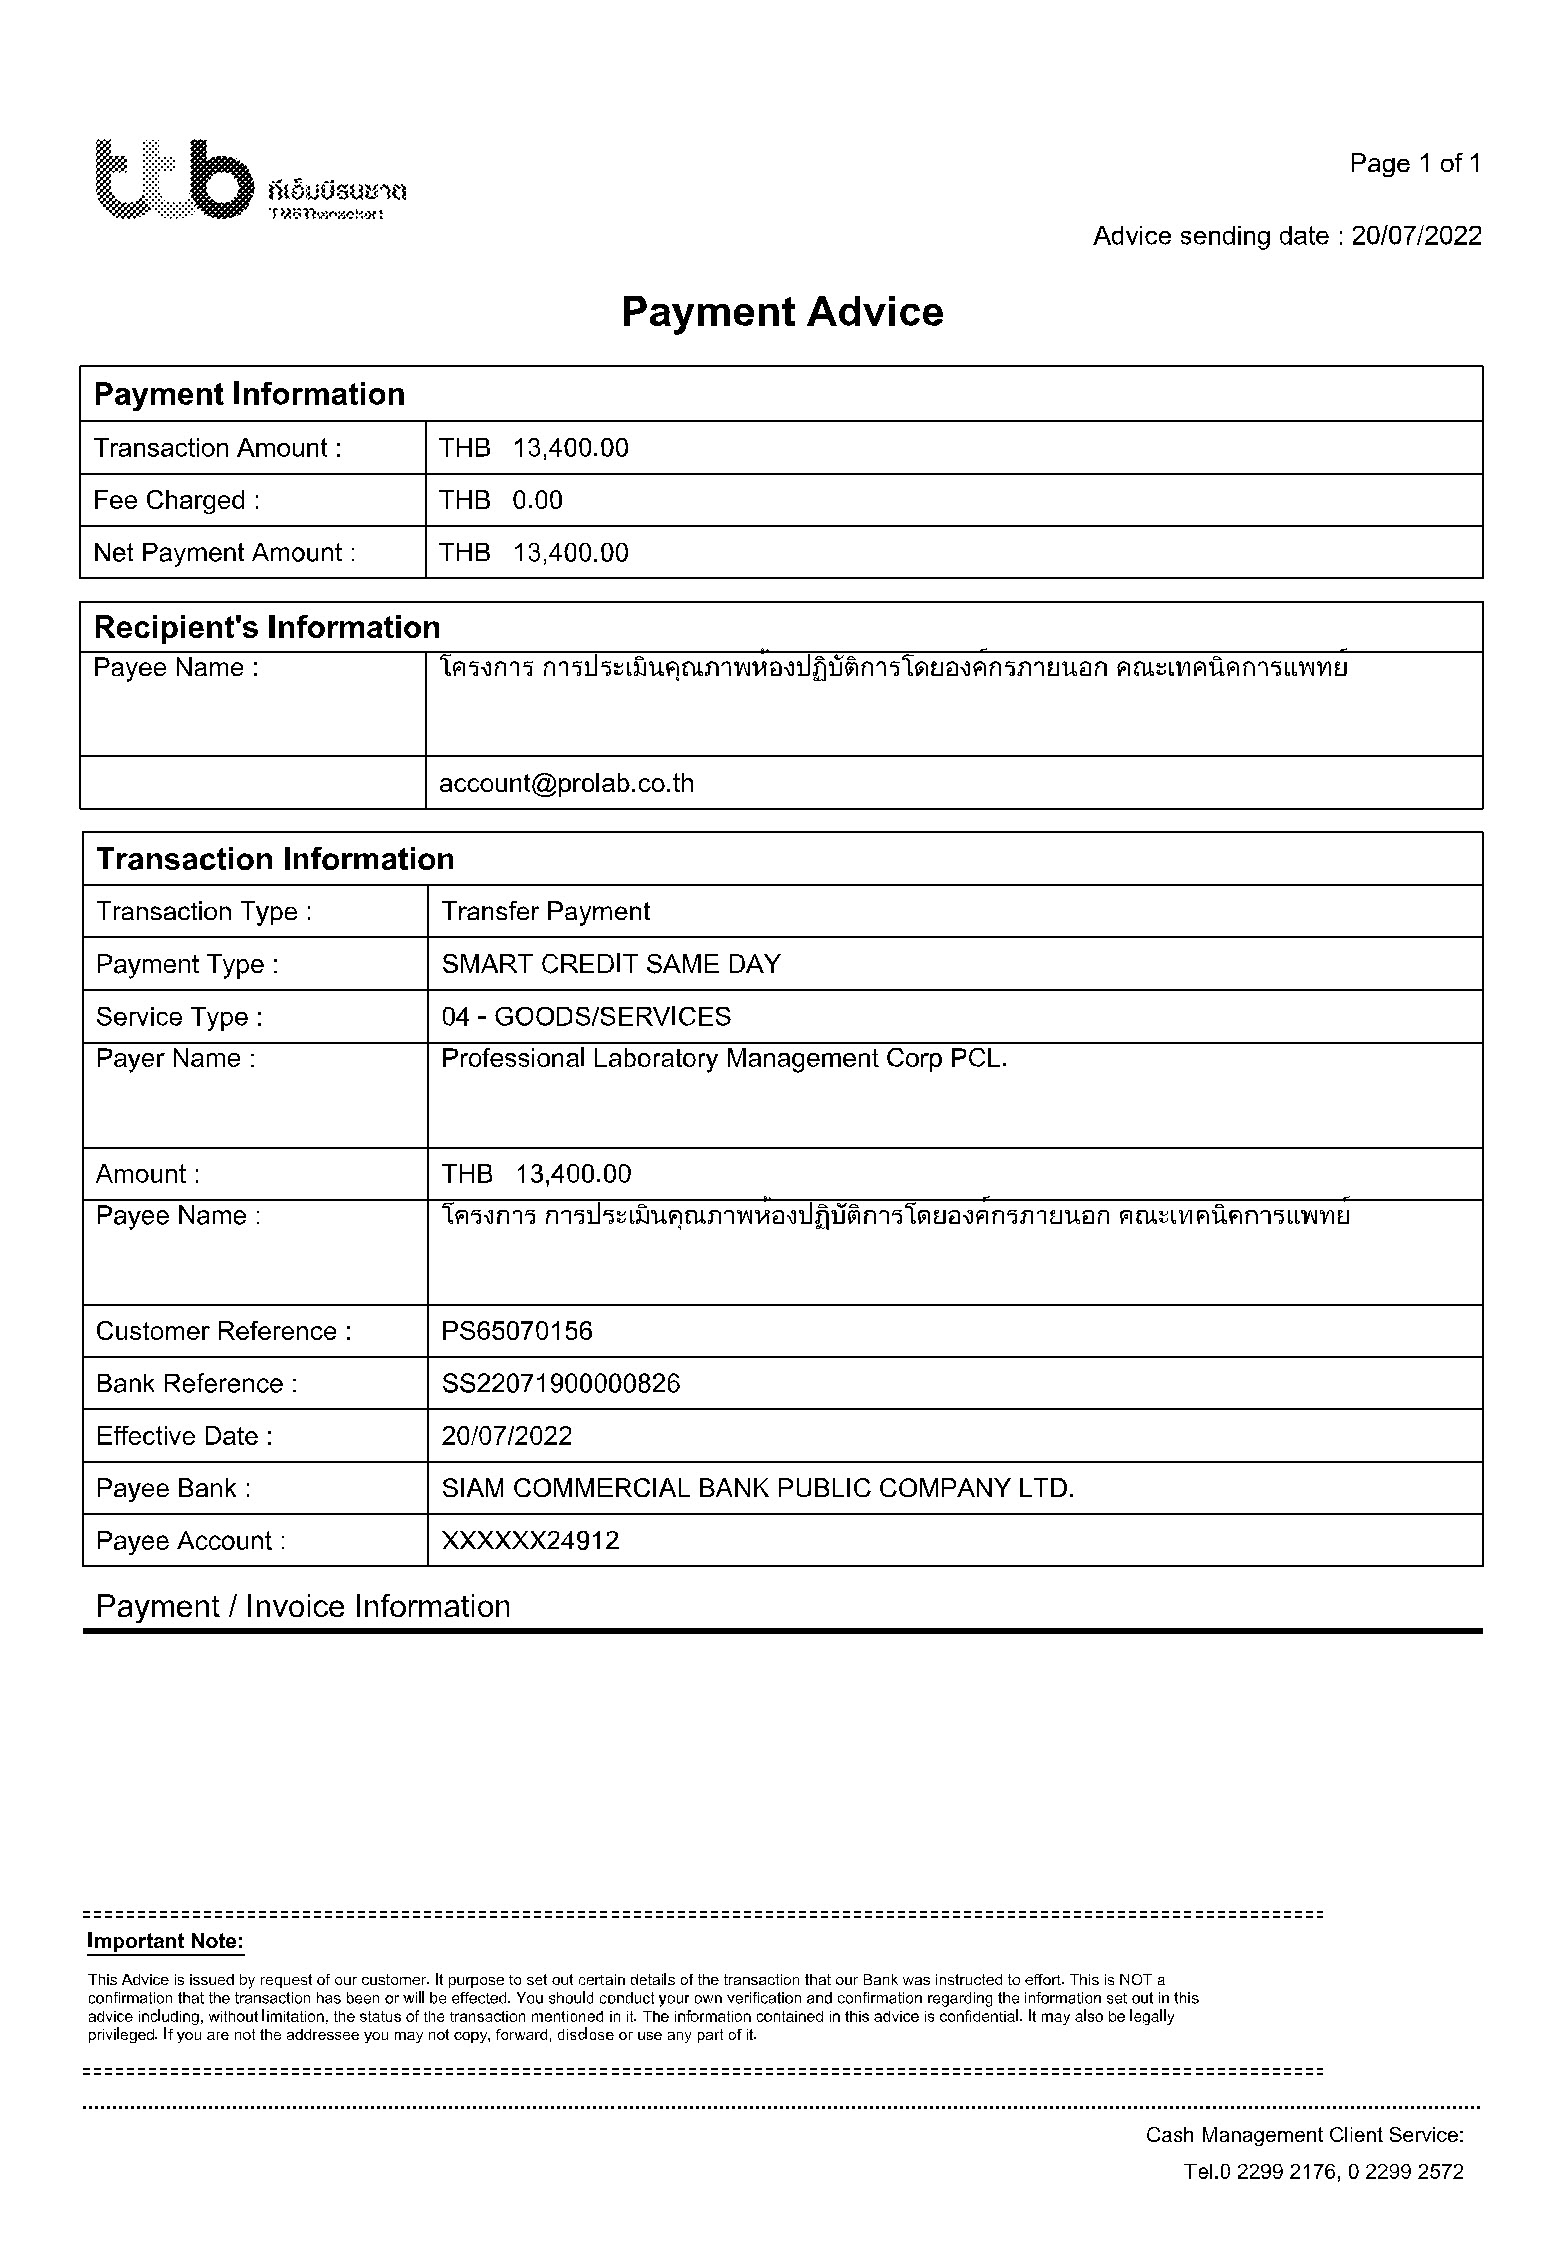 ttb ทีเอ็มบีธนชาต
TMBThanachart
Page 1 of 1
Advice sending date : 20/07/2022
Payment Advice
Payment Information
Transaction Amount : THB 13,400.00
Fee Charged : THB 0.00
Net Payment Amount : THB 13,400.00
Recipient's Information
Payee Name : โครงการ การประเมินคุณภาพห้องปฏิบัติการโดยองค์กรภายนอก คณะเทคนิคการแพทย์
account@prolab.co.th
Transaction Information
Transaction Type : Transfer Payment
Payment Type : SMART CREDIT SAME DAY
Service Type : 04 - GOODS/SERVICES
Payer Name : Professional Laboratory Management Corp PCL.
Amount : THB 13,400.00
Payee Name : โครงการ การประเมินคุณภาพห้องปฏิบัติการโดยองค์กรภายนอก คณะเทคนิคการแพทย์
Customer Reference : PS65070156
Bank Reference : SS22071900000826
Effective Date : 20/07/2022
Payee Bank : SIAM COMMERCIAL BANK PUBLIC COMPANY LTD.
Payee Account : XXXXXX24912
Payment / Invoice Information
Important Note:
This Advice is issued by request of our customer. It purpose to set out certain details of the transaction that our Bank was instructed to effort. This is NOT a
confirmation that the transaction has been or will be effected. You should conduct your own verification and confirmation regarding the information set out in this
advice including, without limitation, the status of the transaction mentioned in it. The information contained in this advice is confidential. It may also be legally
privileged. If you are not the addressee you may not copy, forward, disclose or use any part of it.
Cash Management Client Service:
Tel.0 2299 2176, 0 2299 2572